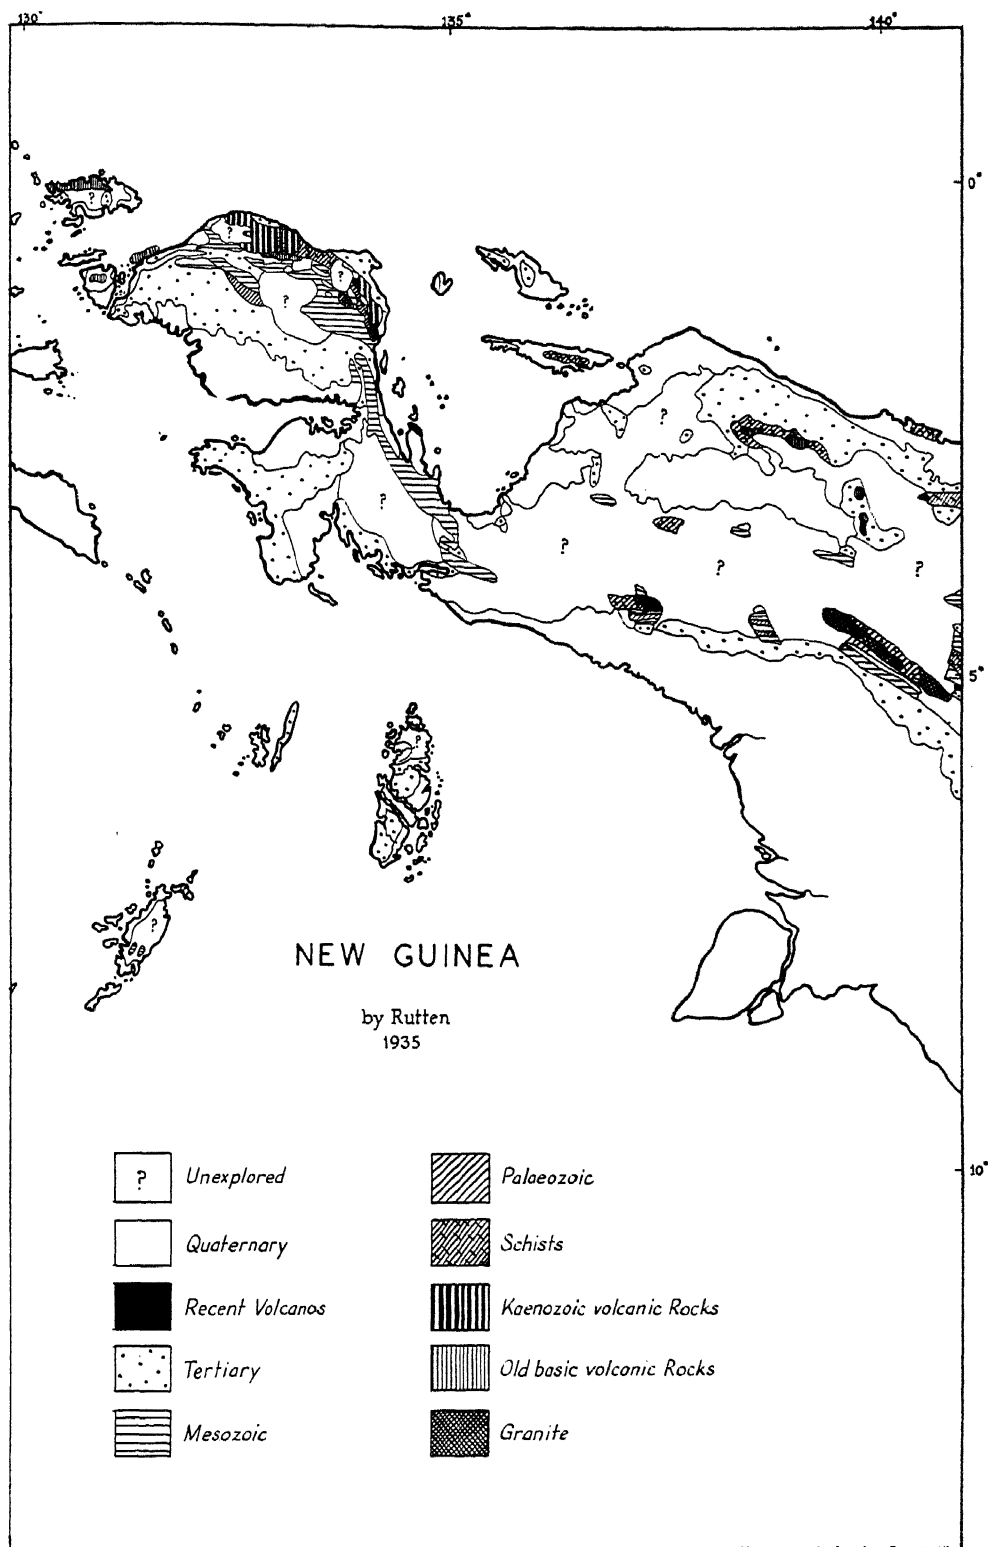 130°
135°
140°
0°
?
?
?
?
?
?
?
?
?
5°
?
?
NEW GUINEA
by Rutten
1935
10°
? Unexplored
Palaeozoic
Quaternary
Schists
Recent Volcanos
Kaenozoic volcanic Rocks
Tertiary
Old basic volcanic Rocks
Mesozoic
Granite